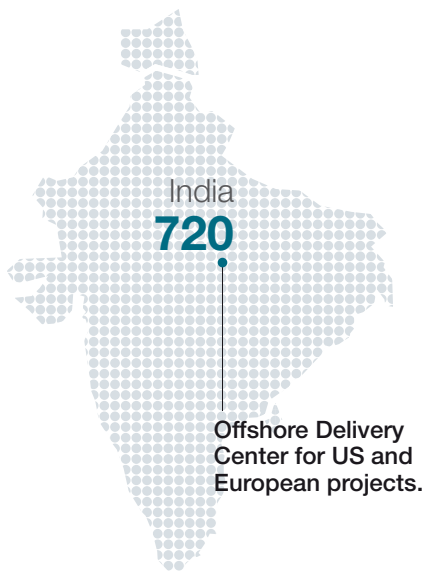 India
720
Offshore Delivery
Center for US and
European projects.